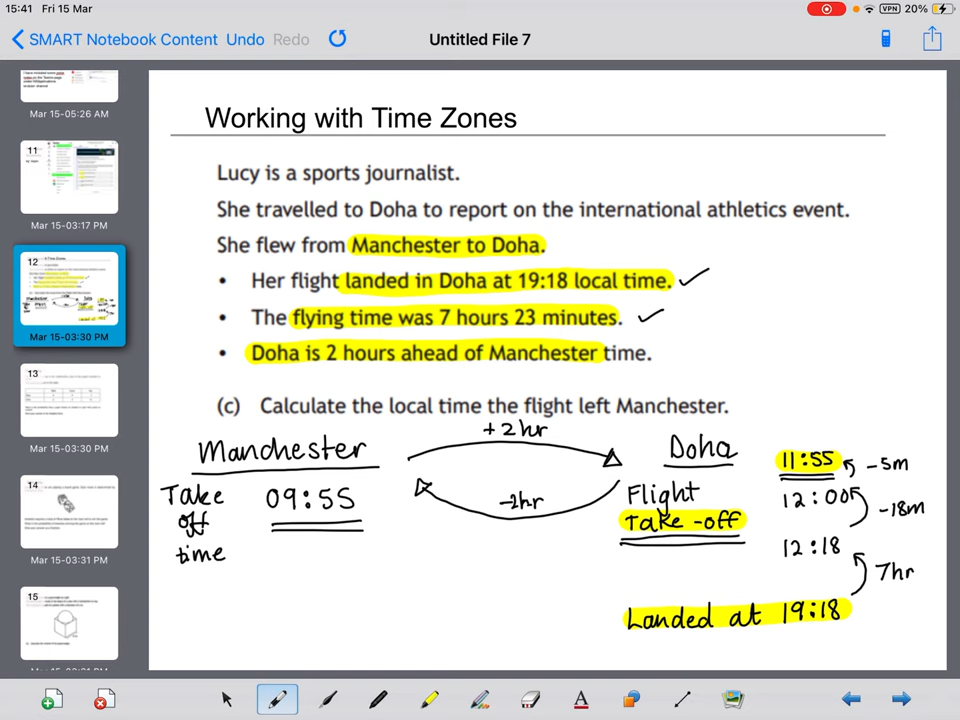 15:41 Fri 15 Mar
VPN 20%
SMART Notebook Content Undo Redo
Untitled File 7
Mar 15-05:26 AM
11
Mar 15-03:17 PM
12
Mar 15-03:30 PM
13
Mar 15-03:30 PM
14
Mar 15-03:31 PM
15
Working with Time Zones
Lucy is a sports journalist.
She travelled to Doha to report on the international athletics event.
She flew from Manchester to Doha.
• Her flight landed in Doha at 19:18 local time. ✓
• The flying time was 7 hours 23 minutes. ✓
• Doha is 2 hours ahead of Manchester time.
(c) Calculate the local time the flight left Manchester.
+2hr
Manchester
Doha
Take
off
time
09:55
-2hr
Flight
Take-off
11:55
-5m
12:00
-18m
12:18
7hr
Landed at 19:18
A